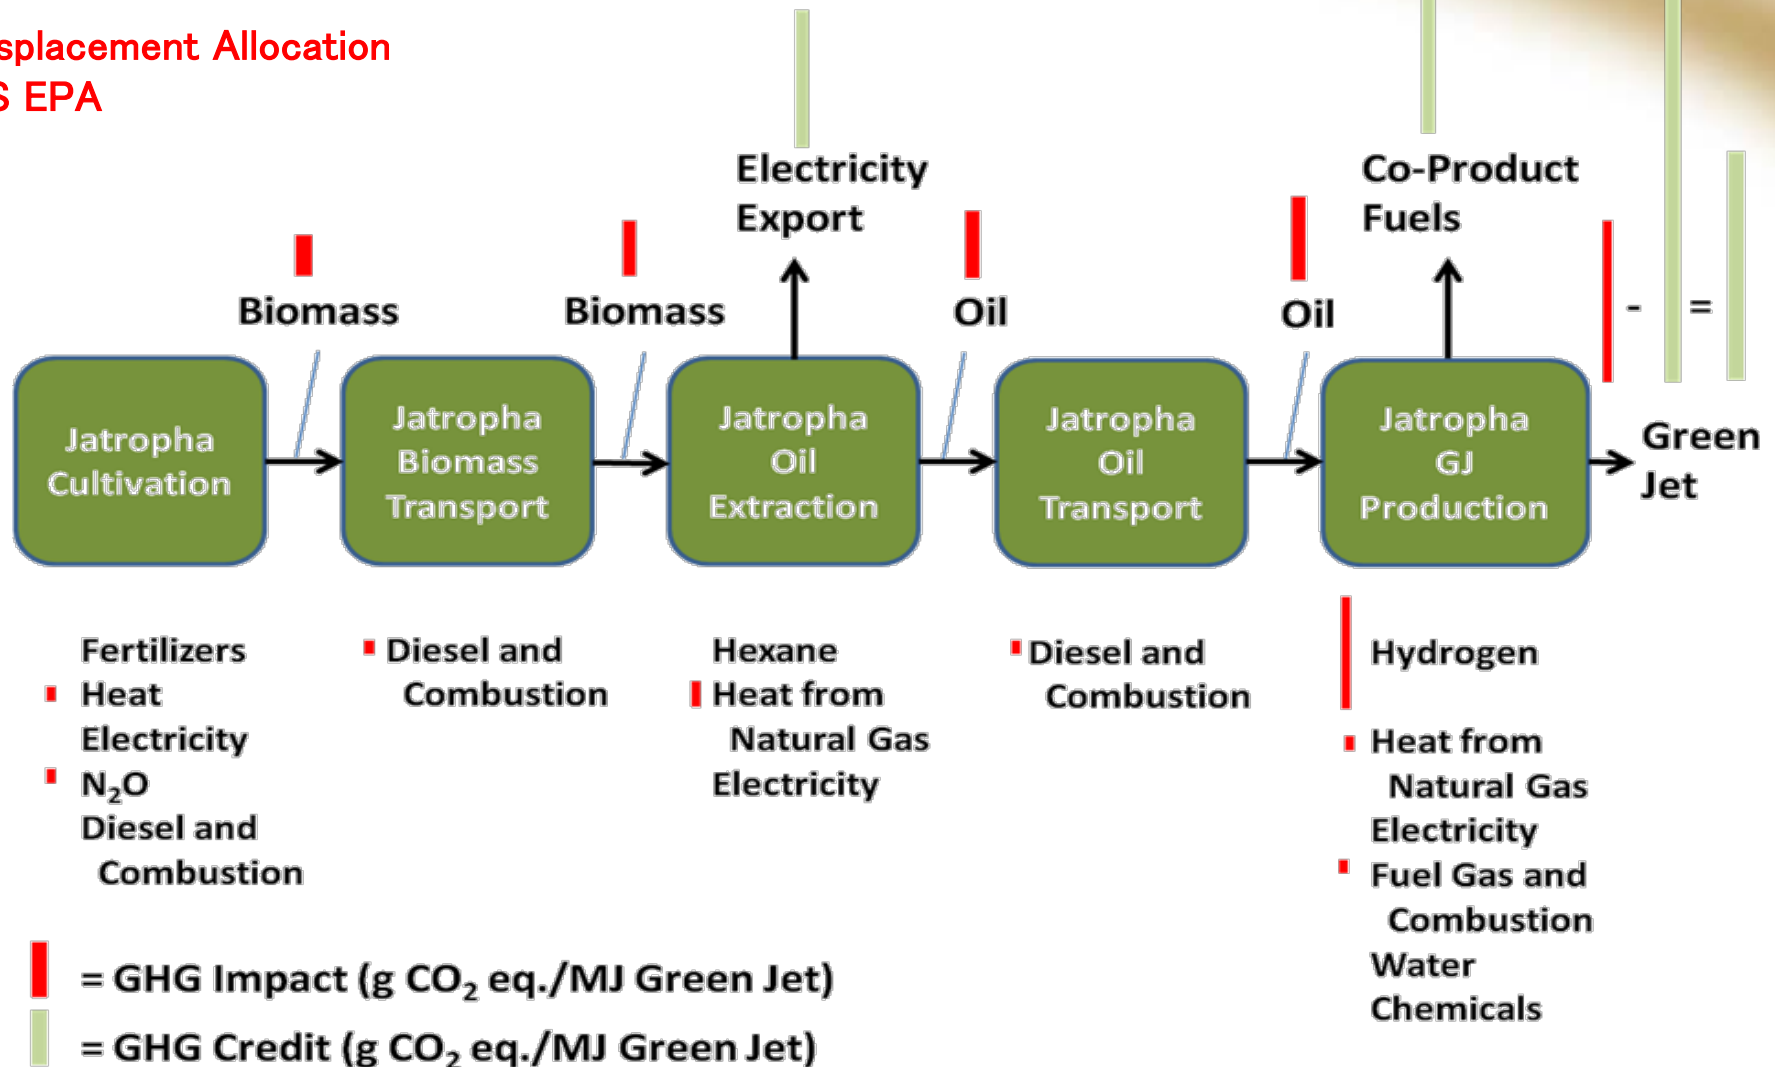 splacement Allocation
S EPA
Electricity
Export
Co-Product
Fuels
Biomass
Biomass
Oil
Oil
- =
Jatropha
Cultivation
Jatropha
Biomass
Transport
Jatropha
Oil
Extraction
Jatropha
Oil
Transport
Jatropha
GJ
Production
Green
Jet
Fertilizers
Heat
Electricity
N₂O
Diesel and
Combustion
Diesel and
Combustion
Hexane
Heat from
Natural Gas
Electricity
Diesel and
Combustion
Hydrogen
Heat from
Natural Gas
Electricity
Fuel Gas and
Combustion
Water
Chemicals
= GHG Impact (g CO₂ eq./MJ Green Jet)
= GHG Credit (g CO₂ eq./MJ Green Jet)